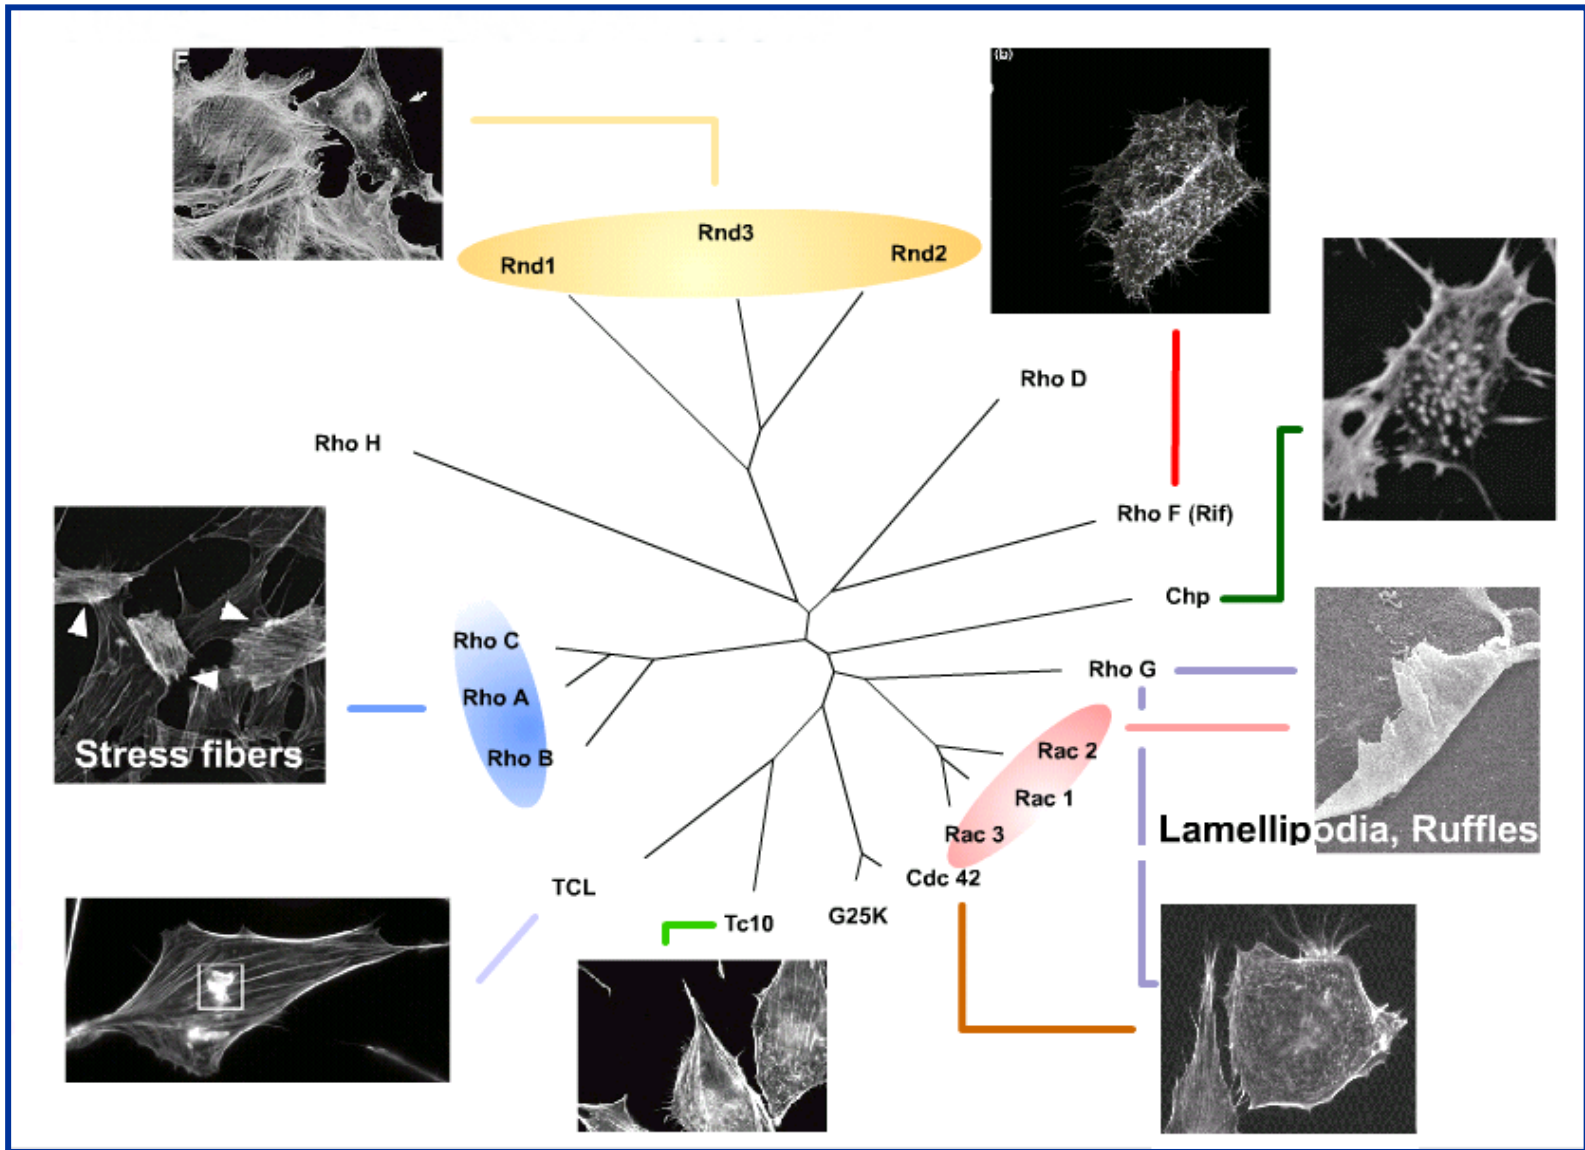 F
(b)
Rnd3
Rnd1
Rnd2
Rho D
Rho H
Rho F (Rif)
Chp
Rho C
Rho G
Rho A
Rac 2
Rho B
Stress fibers
Rac 1
Rac 3
Lamellipodia, Ruffles
Cdc 42
TCL
G25K
Tc10